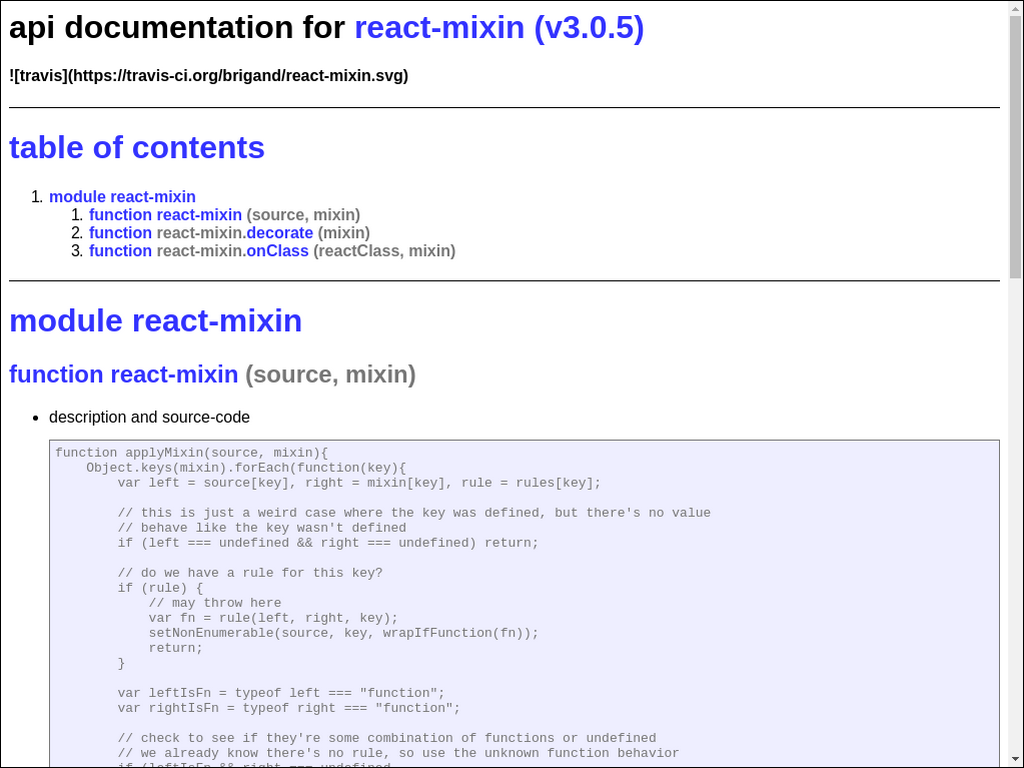 api documentation for react-mixin (v3.0.5)
![travis](https://travis-ci.org/brigand/react-mixin.svg)
table of contents
1. module react-mixin
1. function react-mixin (source, mixin)
2. function react-mixin.decorate (mixin)
3. function react-mixin.onClass (reactClass, mixin)
module react-mixin
function react-mixin (source, mixin)
• description and source-code
function applyMixin(source, mixin){
    Object.keys(mixin).forEach(function(key){
        var left = source[key], right = mixin[key], rule = rules[key];
        // this is just a weird case where the key was defined, but there's no value
        // behave like the key wasn't defined
        if (left === undefined && right === undefined) return;
        // do we have a rule for this key?
        if (rule) {
            // may throw here
            var fn = rule(left, right, key);
            setNonEnumerable(source, key, wrapIfFunction(fn));
            return;
        }
        var leftIsFn = typeof left === "function";
        var rightIsFn = typeof right === "function";
        // check to see if they're some combination of functions or undefined
        // we already know there's no rule, so use the unknown function behavior
        if (leftIsFn && right === undefined